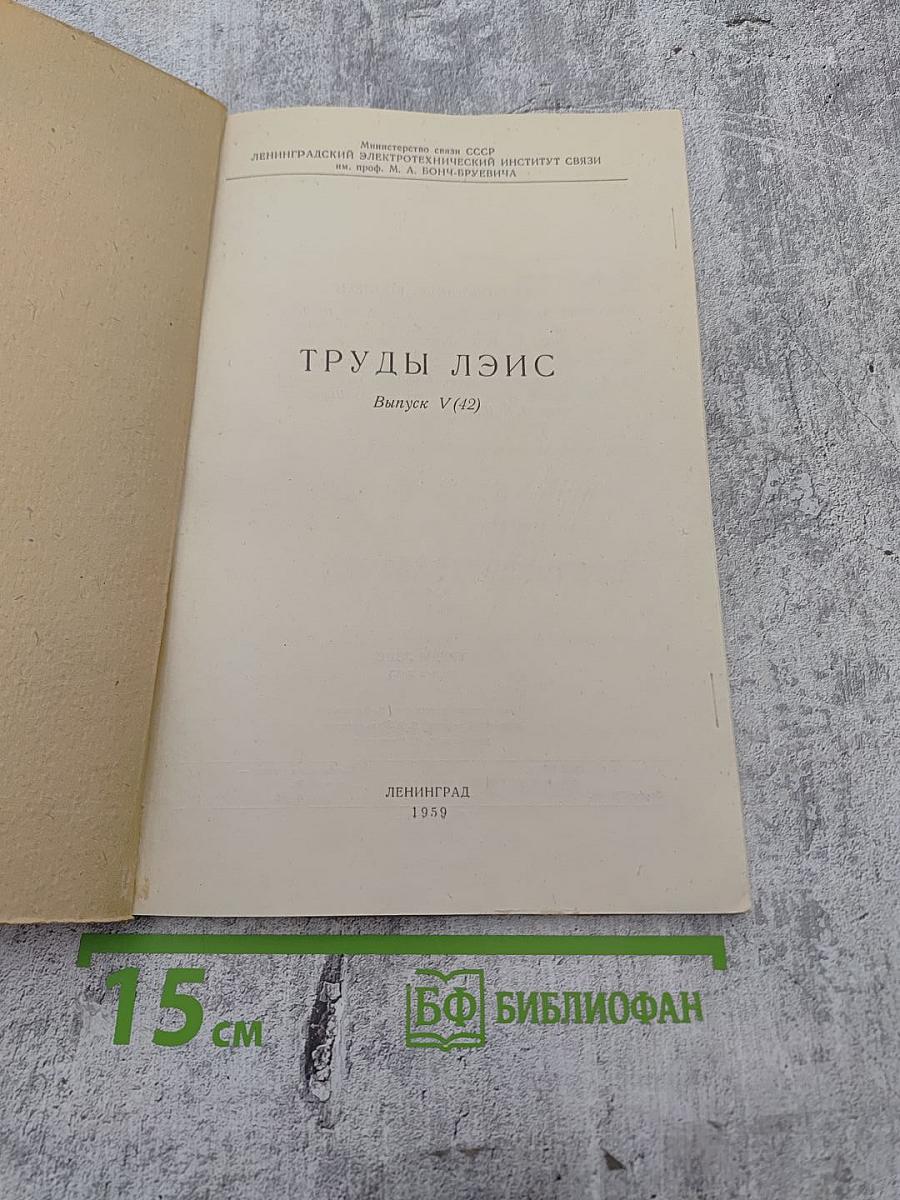 Министерство связи СССР
ЛЕНИНГРАДСКИЙ ЭЛЕКТРОТЕХНИЧЕСКИЙ ИНСТИТУТ СВЯЗИ
им. проф. М. А. БОНЧ-БРУЕВИЧА
ТРУДЫ ЛЭИС
Выпуск V (42)
ЛЕНИНГРАД
1959
15 см
БФ БИБЛИОФАН